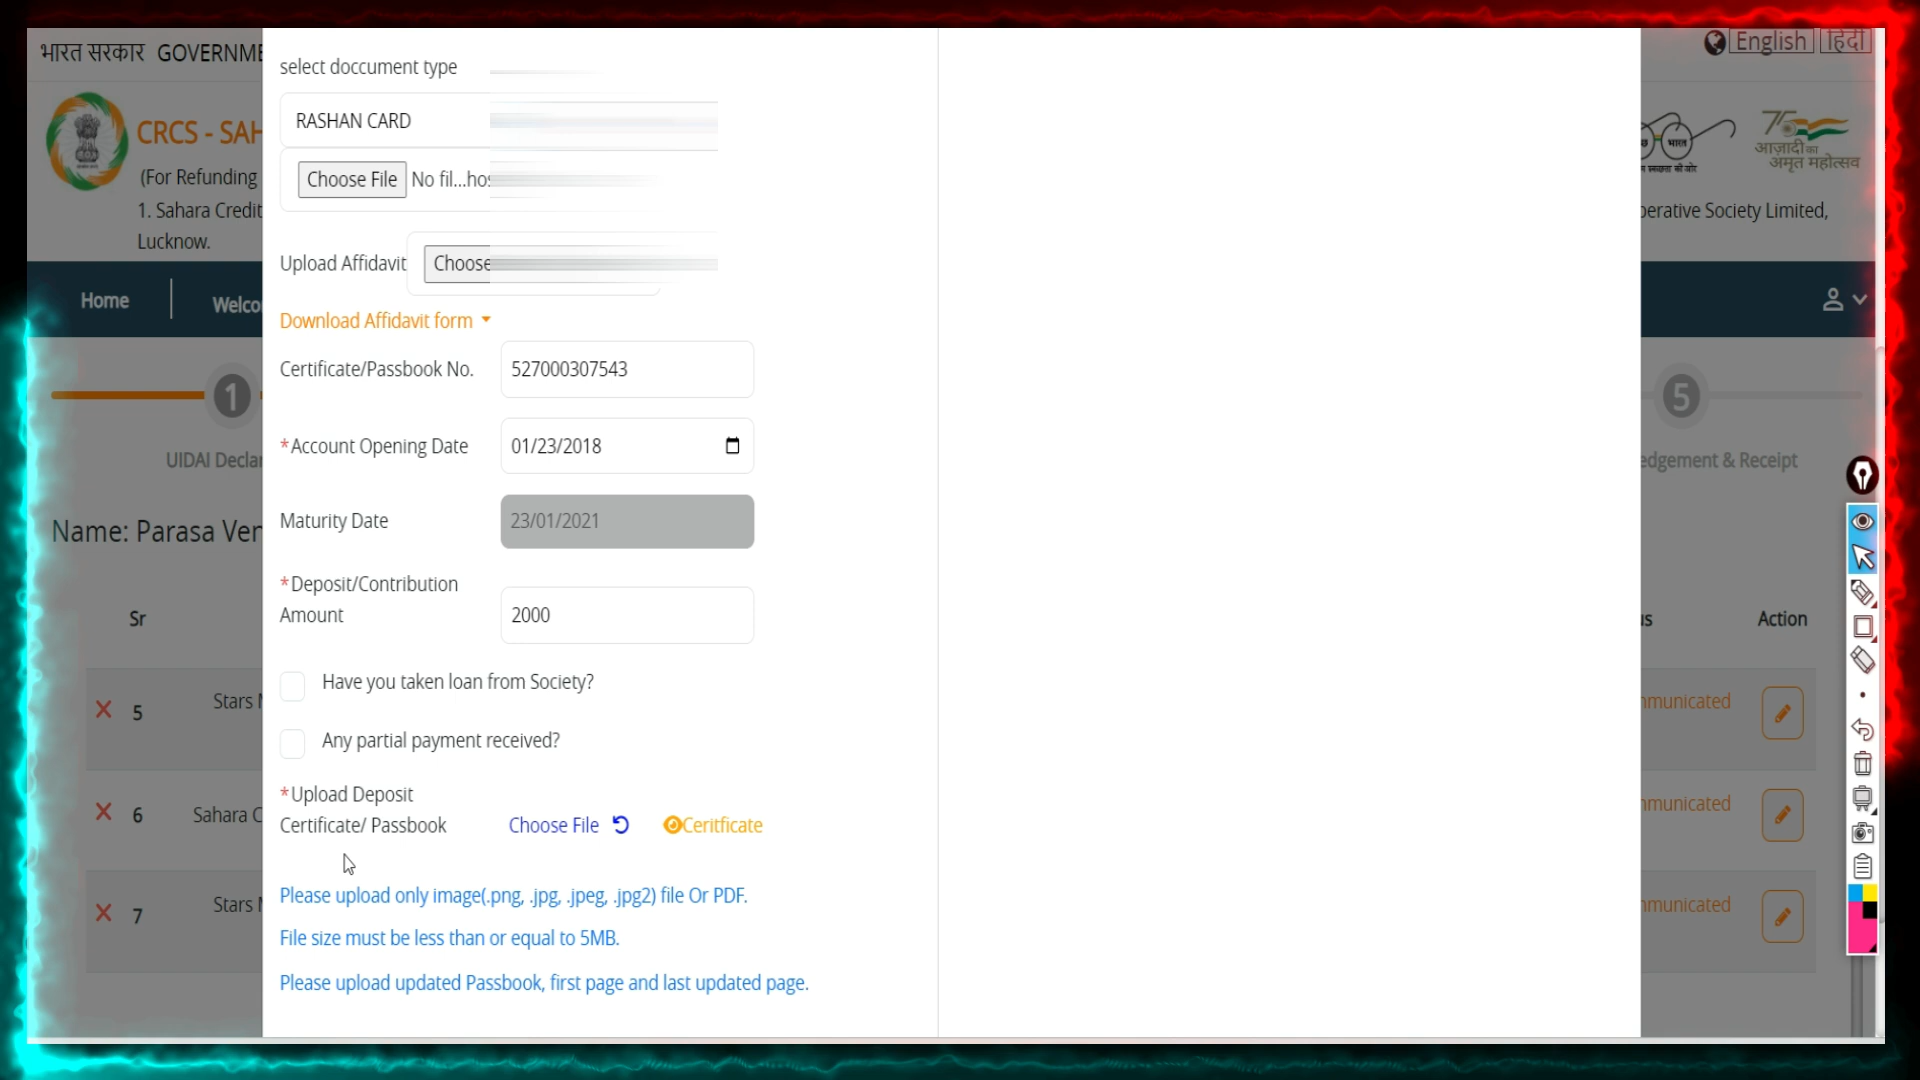 भारत सरकार GOVERNME
English हिंदी
CRCS - SAH
(For Refunding
1. Sahara Credit
Lucknow.
perative Society Limited,
आज़ादी का
अमृत महोत्सव
Home
Welco
select doccument type
RASHAN CARD
Choose File No fil...hos
Upload Affidavit Choose
Download Affidavit form
Certificate/Passbook No. 527000307543
*Account Opening Date 01/23/2018
Maturity Date 23/01/2021
*Deposit/Contribution
Amount 2000
Have you taken loan from Society?
Any partial payment received?
*Upload Deposit
Certificate/ Passbook Choose File Ceritficate
Please upload only image(.png, .jpg, .jpeg, .jpg2) file Or PDF.
File size must be less than or equal to 5MB.
Please upload updated Passbook, first page and last updated page.
1
UIDAI Declar
5
edgement & Receipt
Name: Parasa Ven
Sr
us Action
5 Stars M
mmunicated
6 Sahara C
mmunicated
7 Stars M
mmunicated